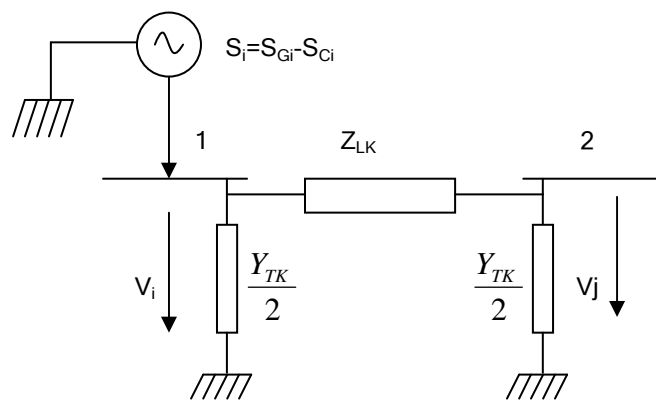 S_i=S_Gi-S_Ci
1 Z_LK 2
V_i Y_TK/2 Y_TK/2 Vj